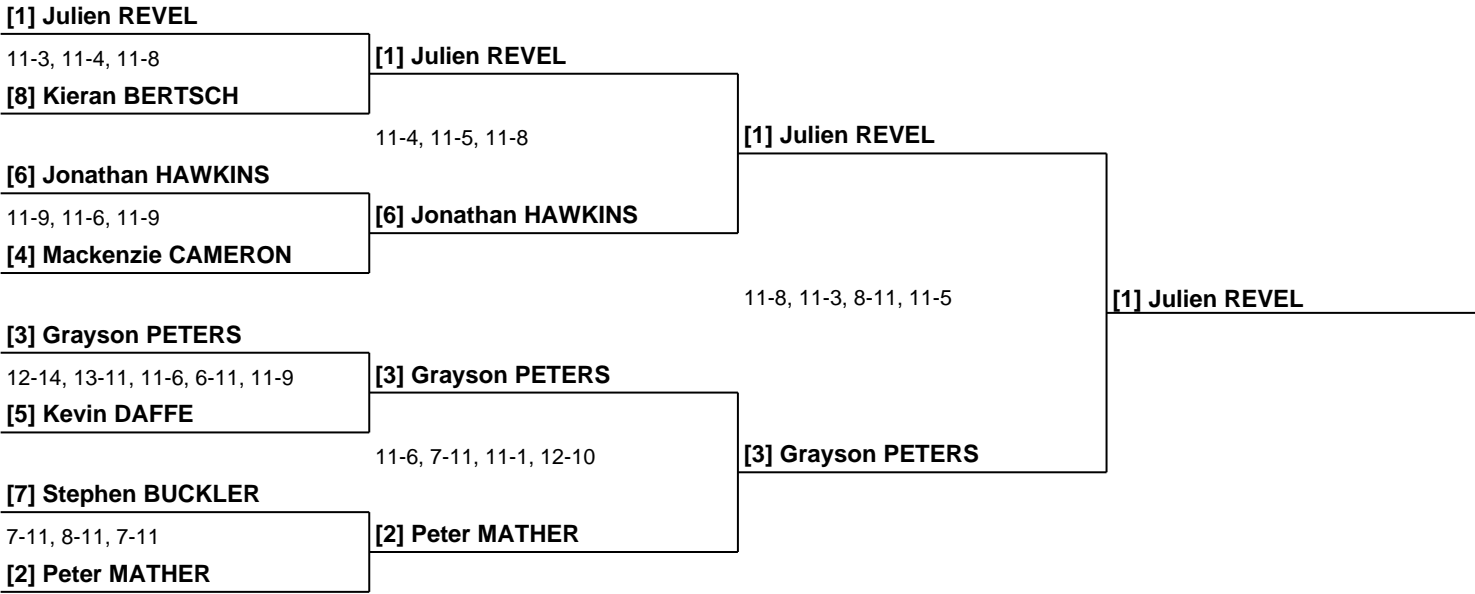 [1] Julien REVEL
11-3, 11-4, 11-8
[8] Kieran BERTSCH
[6] Jonathan HAWKINS
11-9, 11-6, 11-9
[4] Mackenzie CAMERON
[3] Grayson PETERS
12-14, 13-11, 11-6, 6-11, 11-9
[5] Kevin DAFFE
[7] Stephen BUCKLER
7-11, 8-11, 7-11
[2] Peter MATHER
[1] Julien REVEL
11-4, 11-5, 11-8
[6] Jonathan HAWKINS
[3] Grayson PETERS
11-6, 7-11, 11-1, 12-10
[2] Peter MATHER
[1] Julien REVEL
11-8, 11-3, 8-11, 11-5
[3] Grayson PETERS
[1] Julien REVEL